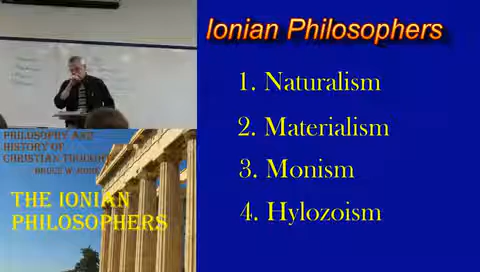 Ionian Philosophers
1. Naturalism
2. Materialism
3. Monism
4. Hylozoism
PHILOSOPHY AND
HISTORY OF
CHRISTIAN THOUGHT
BRUCE W.
THE IONIAN
PHILOSOPHERS